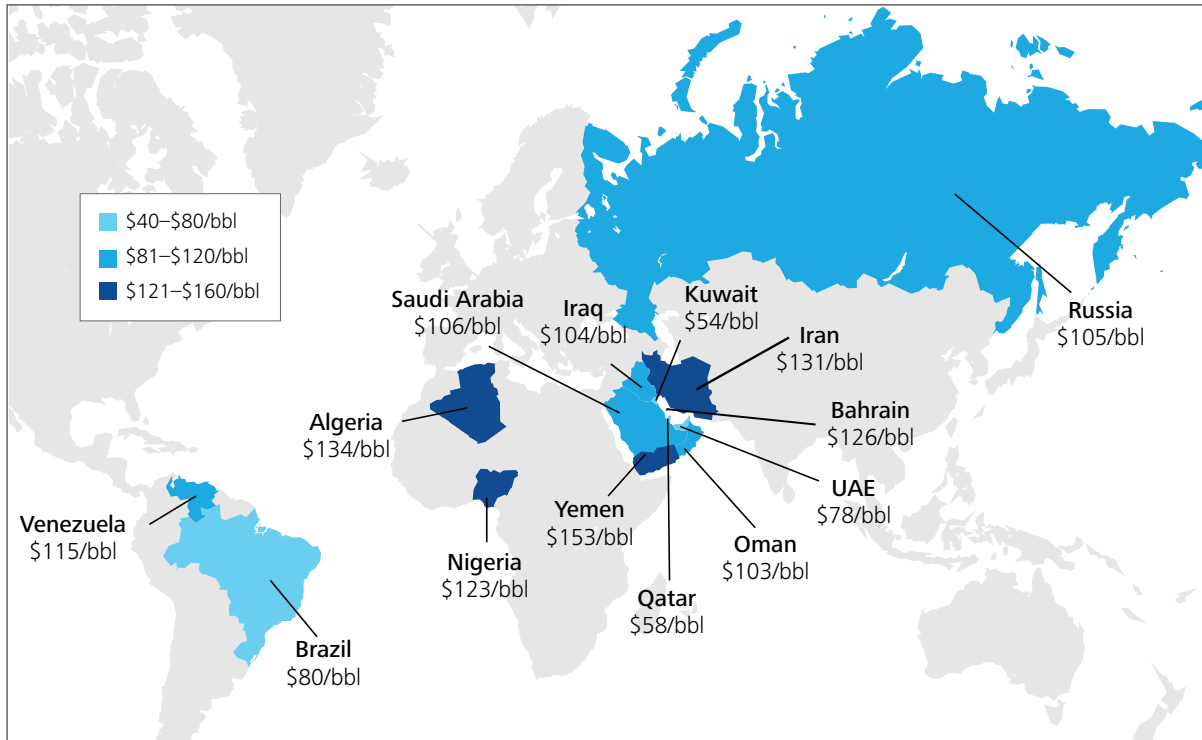 $40–$80/bbl
$81–$120/bbl
$121–$160/bbl
Saudi Arabia
$106/bbl
Iraq
$104/bbl
Kuwait
$54/bbl
Iran
$131/bbl
Russia
$105/bbl
Algeria
$134/bbl
Bahrain
$126/bbl
UAE
$78/bbl
Venezuela
$115/bbl
Yemen
$153/bbl
Oman
$103/bbl
Nigeria
$123/bbl
Qatar
$58/bbl
Brazil
$80/bbl